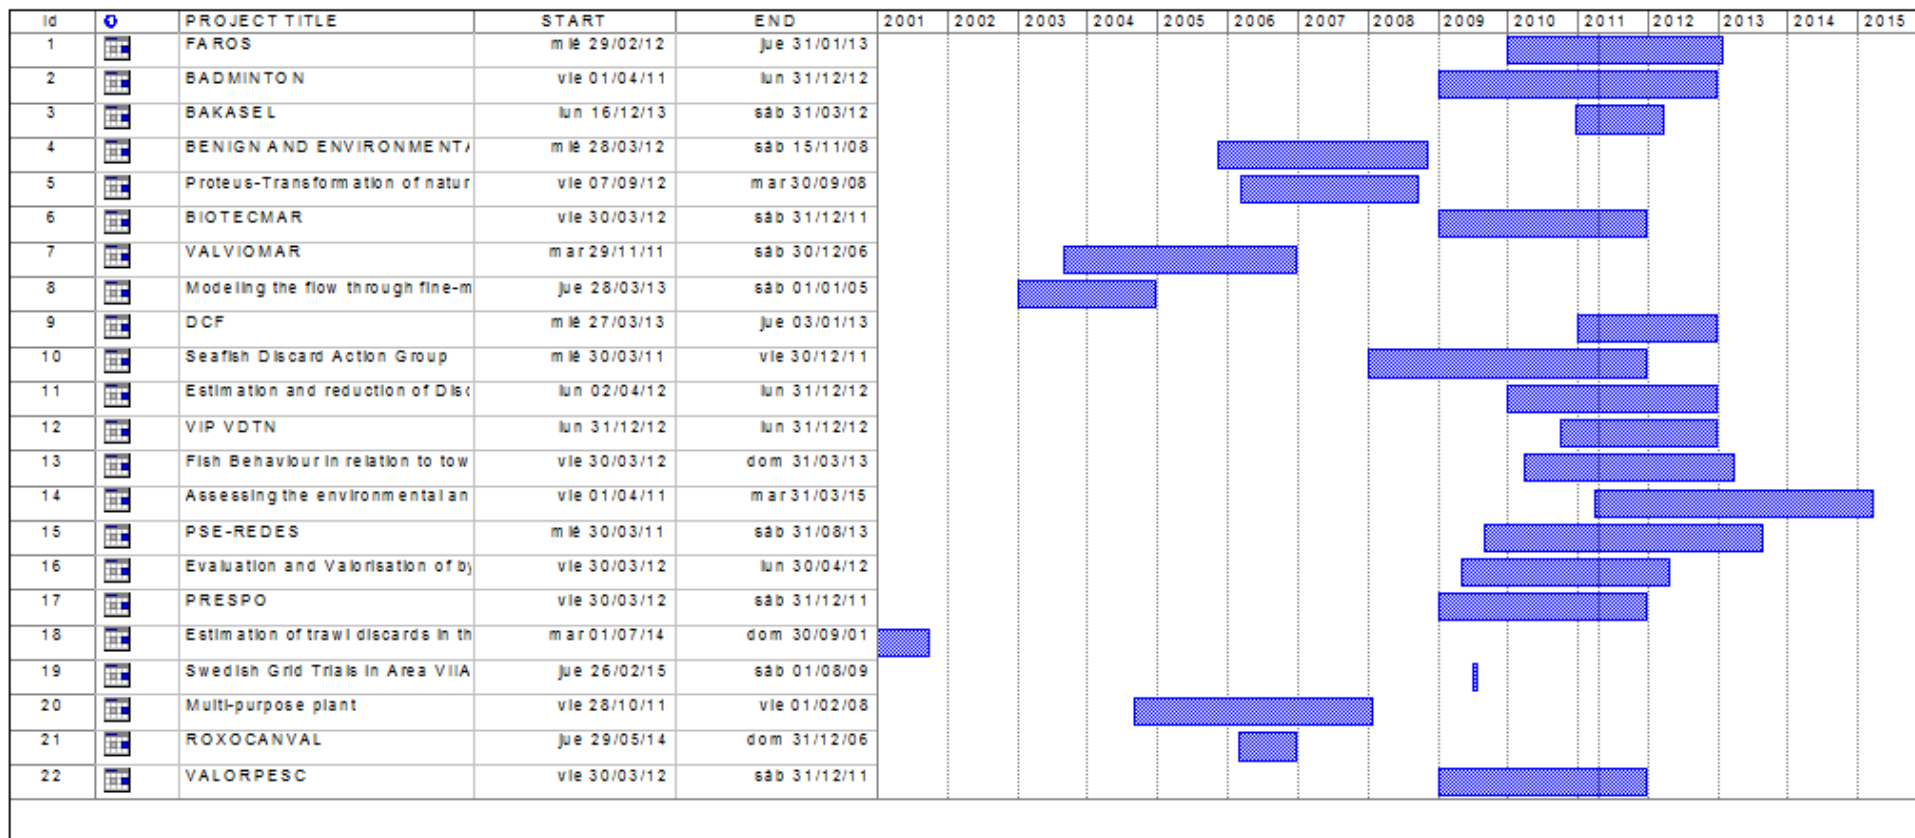 Id PROJECT TITLE START END 2001 2002 2003 2004 2005 2006 2007 2008 2009 2010 2011 2012 2013 2014 2015
1 FAROS mié 29/02/12 jue 31/01/13
2 BADMINTON vie 01/04/11 lun 31/12/12
3 BAKASEL lun 16/12/13 sáb 31/03/12
4 BENIGN AND ENVIRONMENTA mié 28/03/12 sáb 15/11/08
5 Proteus-Transformation of natur vie 07/09/12 mar 30/09/08
6 BIOTECMAR vie 30/03/12 sáb 31/12/11
7 VALVIOMAR mar 29/11/11 sáb 30/12/06
8 Modeling the flow through fine-m jue 28/03/13 sáb 01/01/05
9 DCF mié 27/03/13 jue 03/01/13
10 Seafish Discard Action Group mié 30/03/11 vie 30/12/11
11 Estimation and reduction of Disc lun 02/04/12 lun 31/12/12
12 VIP VDTN lun 31/12/12 lun 31/12/12
13 Fish Behaviour in relation to tow vie 30/03/12 dom 31/03/13
14 Assessing the environmental an vie 01/04/11 mar 31/03/15
15 PSE-REDES mié 30/03/11 sáb 31/08/13
16 Evaluation and Valorisation of by vie 30/03/12 lun 30/04/12
17 PRESPO vie 30/03/12 sáb 31/12/11
18 Estimation of trawl discards in th mar 01/07/14 dom 30/09/01
19 Swedish Grid Trials in Area VIIA jue 26/02/15 sáb 01/08/09
20 Multi-purpose plant vie 28/10/11 vie 01/02/08
21 ROXOCANVAL jue 29/05/14 dom 31/12/06
22 VALORPESC vie 30/03/12 sáb 31/12/11